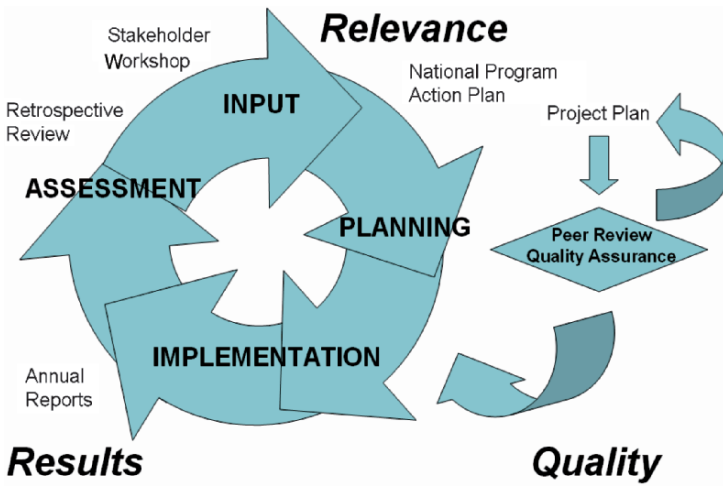 Relevance
Stakeholder
Workshop
National Program
Action Plan
Retrospective
Review
INPUT
Project Plan
ASSESSMENT
PLANNING
Peer Review
Quality Assurance
IMPLEMENTATION
Annual
Reports
Results
Quality